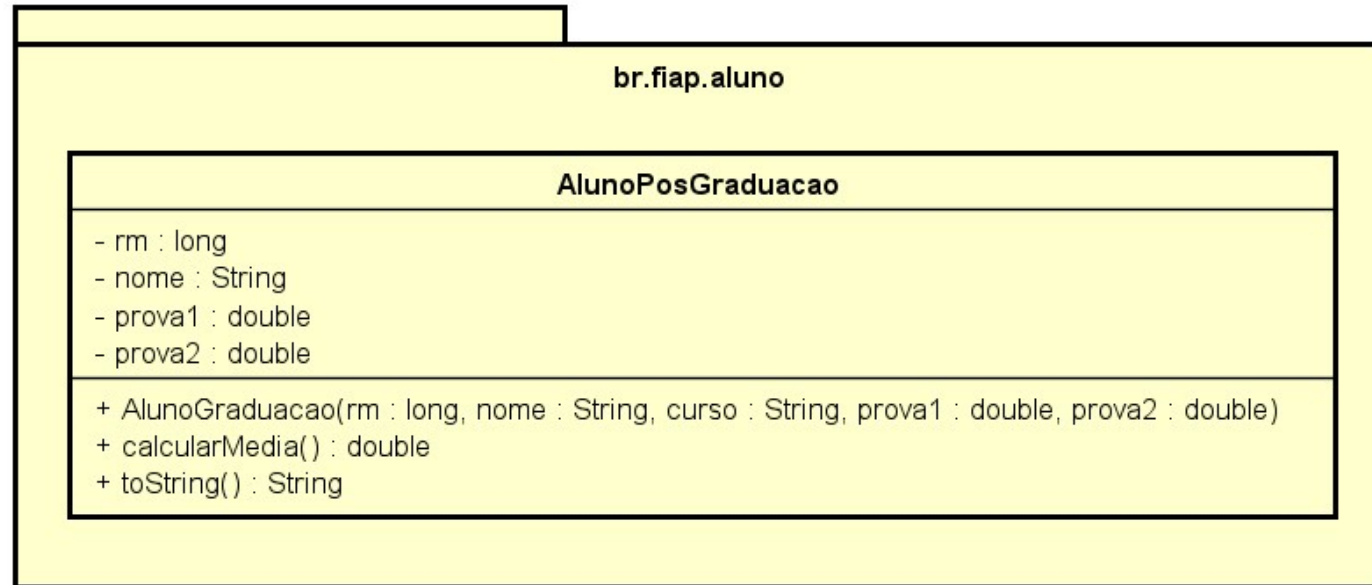 br.fiap.aluno
AlunoPosGraduacao
- rm : long
- nome : String
- prova1 : double
- prova2 : double
+ AlunoGraduacao(rm : long, nome : String, curso : String, prova1 : double, prova2 : double)
+ calcularMedia() : double
+ toString() : String